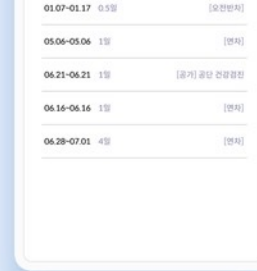 01.07~01.17 0.5일 [오전반차]
05.06~05.06 1일 [연차]
06.21~06.21 1일 [공가] 공단 건강검진
06.16~06.16 1일 [연차]
06.28~07.01 4일 [연차]